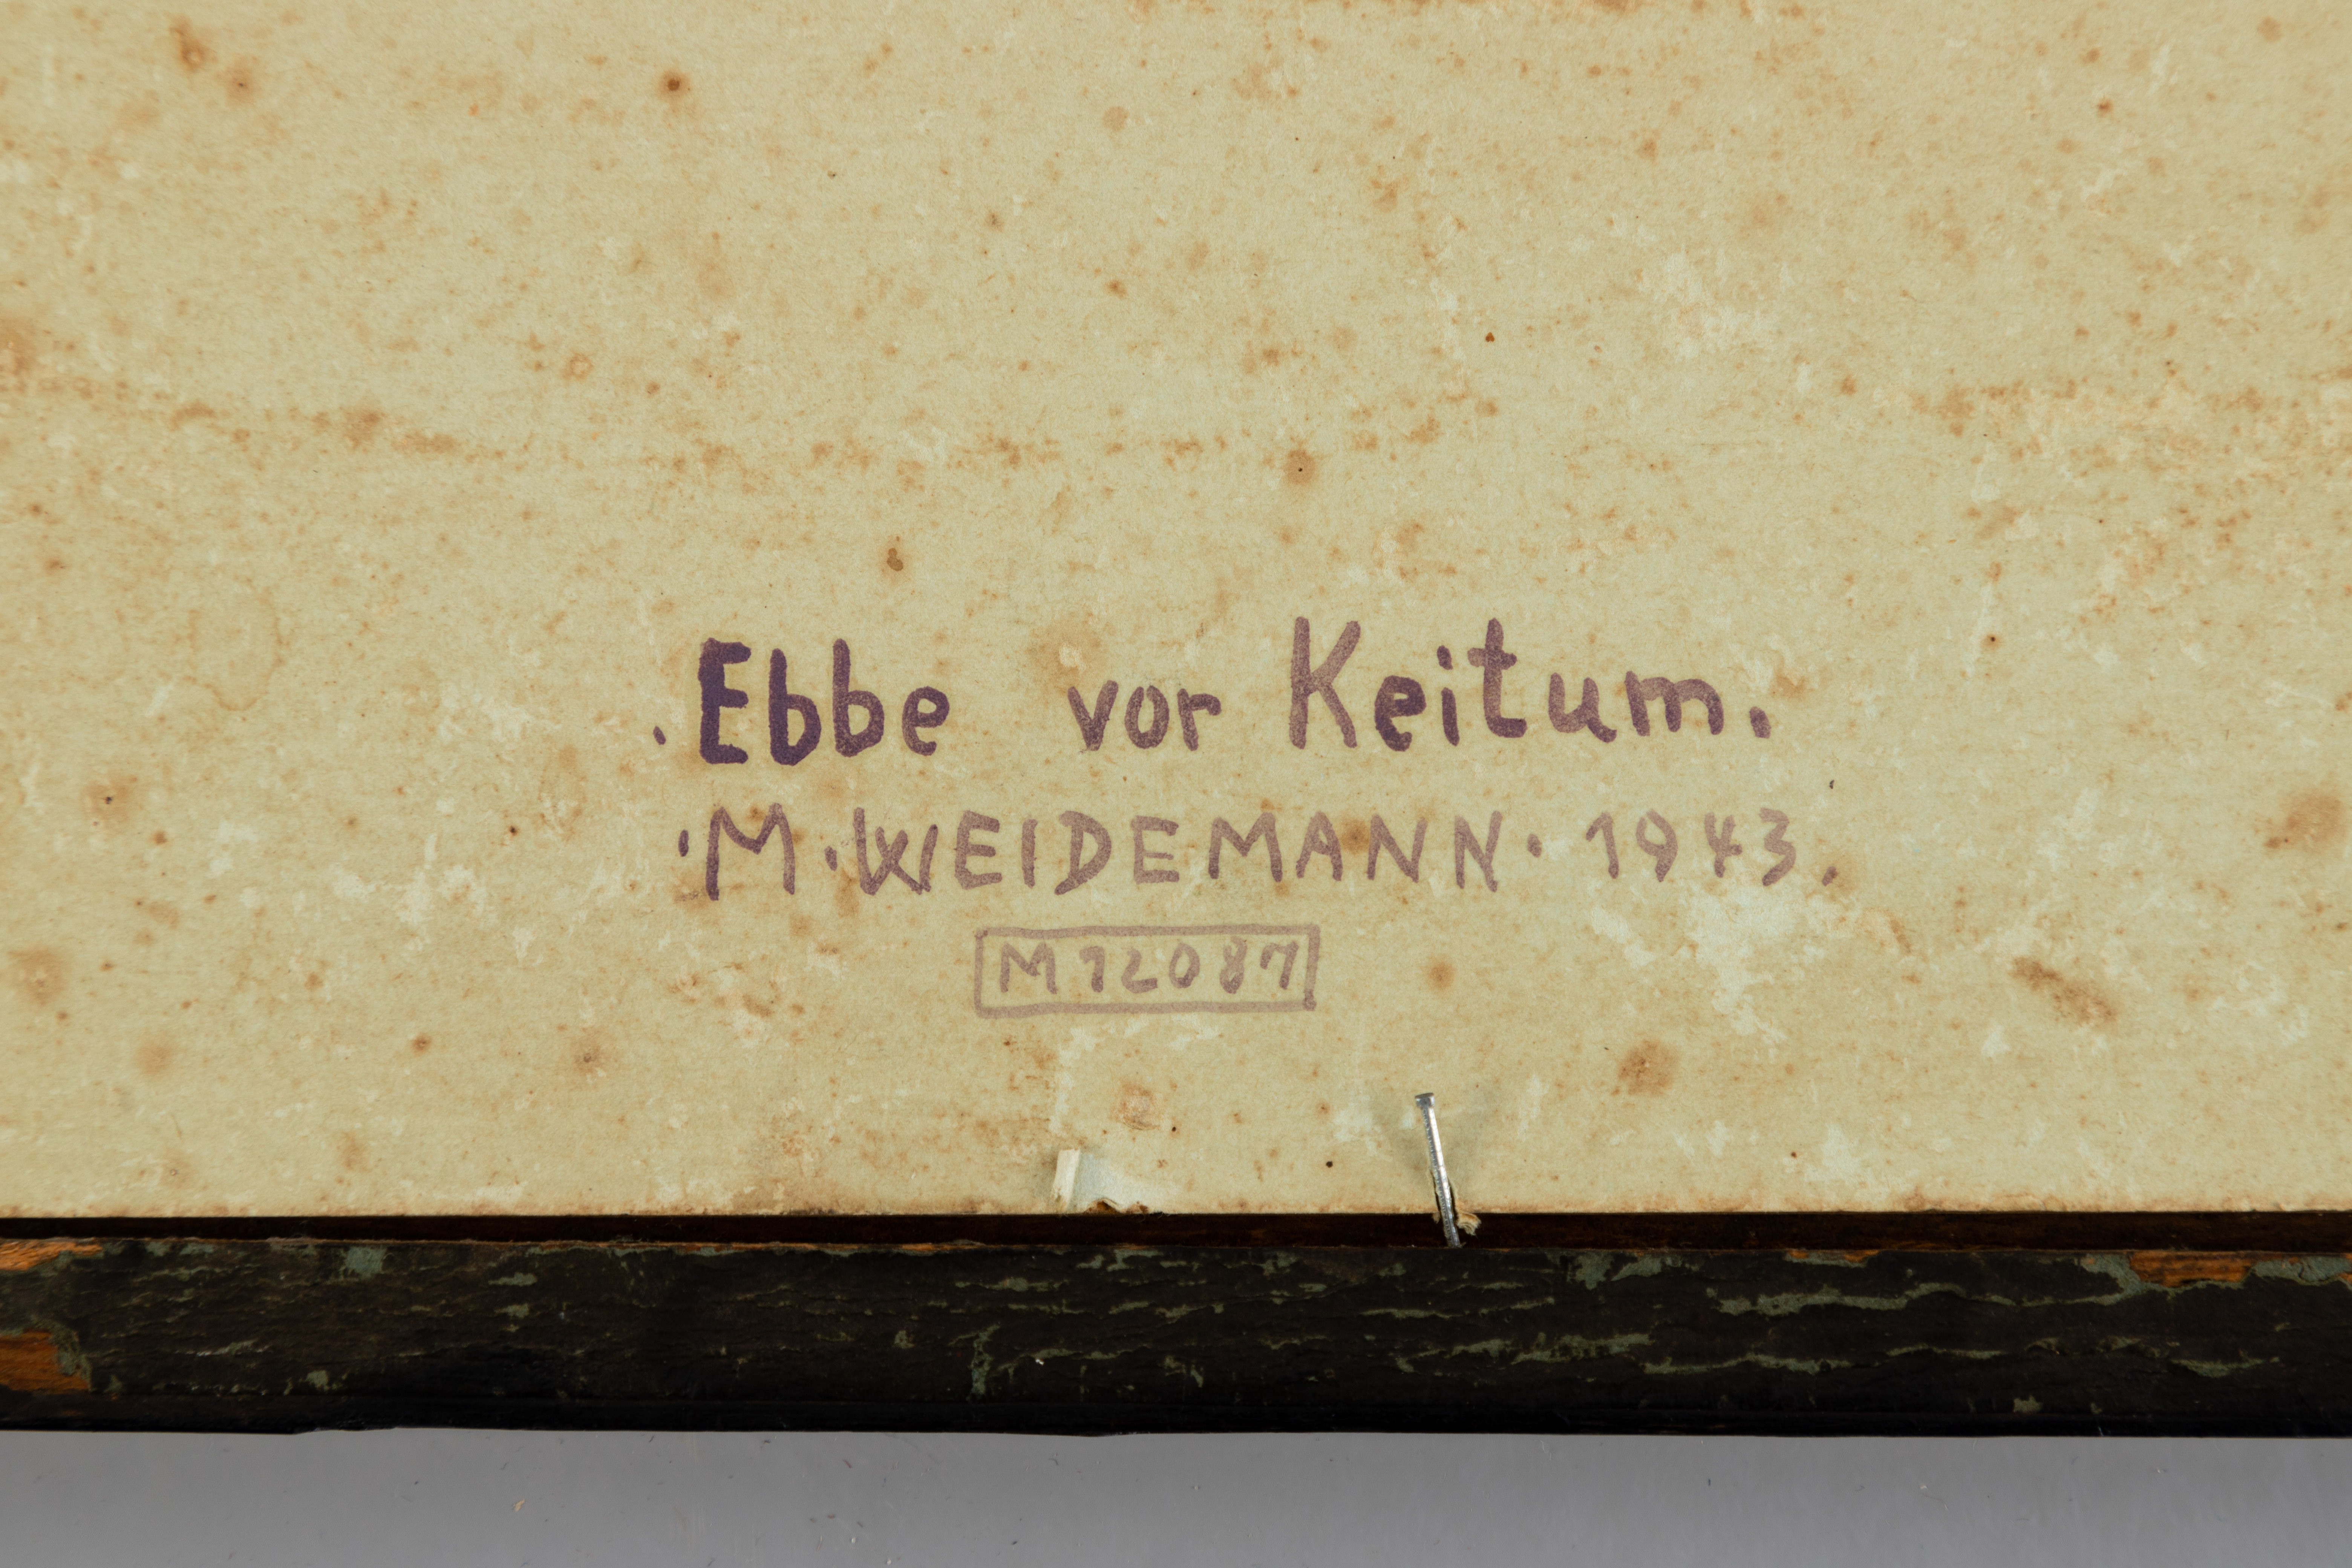 .Ebbe vor Keitum.
·M·WEIDEMANN· 1943.
M12087